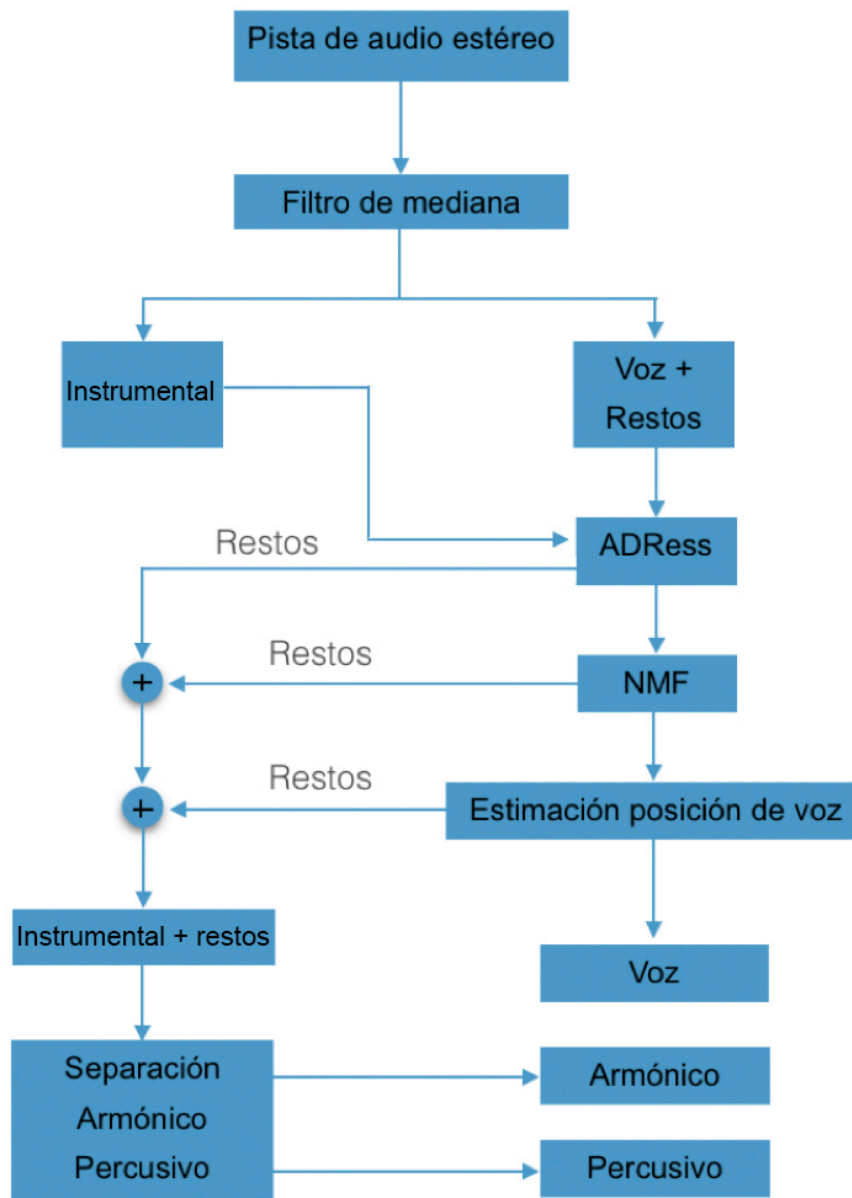 Pista de audio estéreo
Filtro de mediana
Instrumental
Voz +
Restos
Restos
ADRess
Restos
NMF
+
Restos
+
Estimación posición de voz
Instrumental + restos
Voz
Separación
Armónico
Percusivo
Armónico
Percusivo